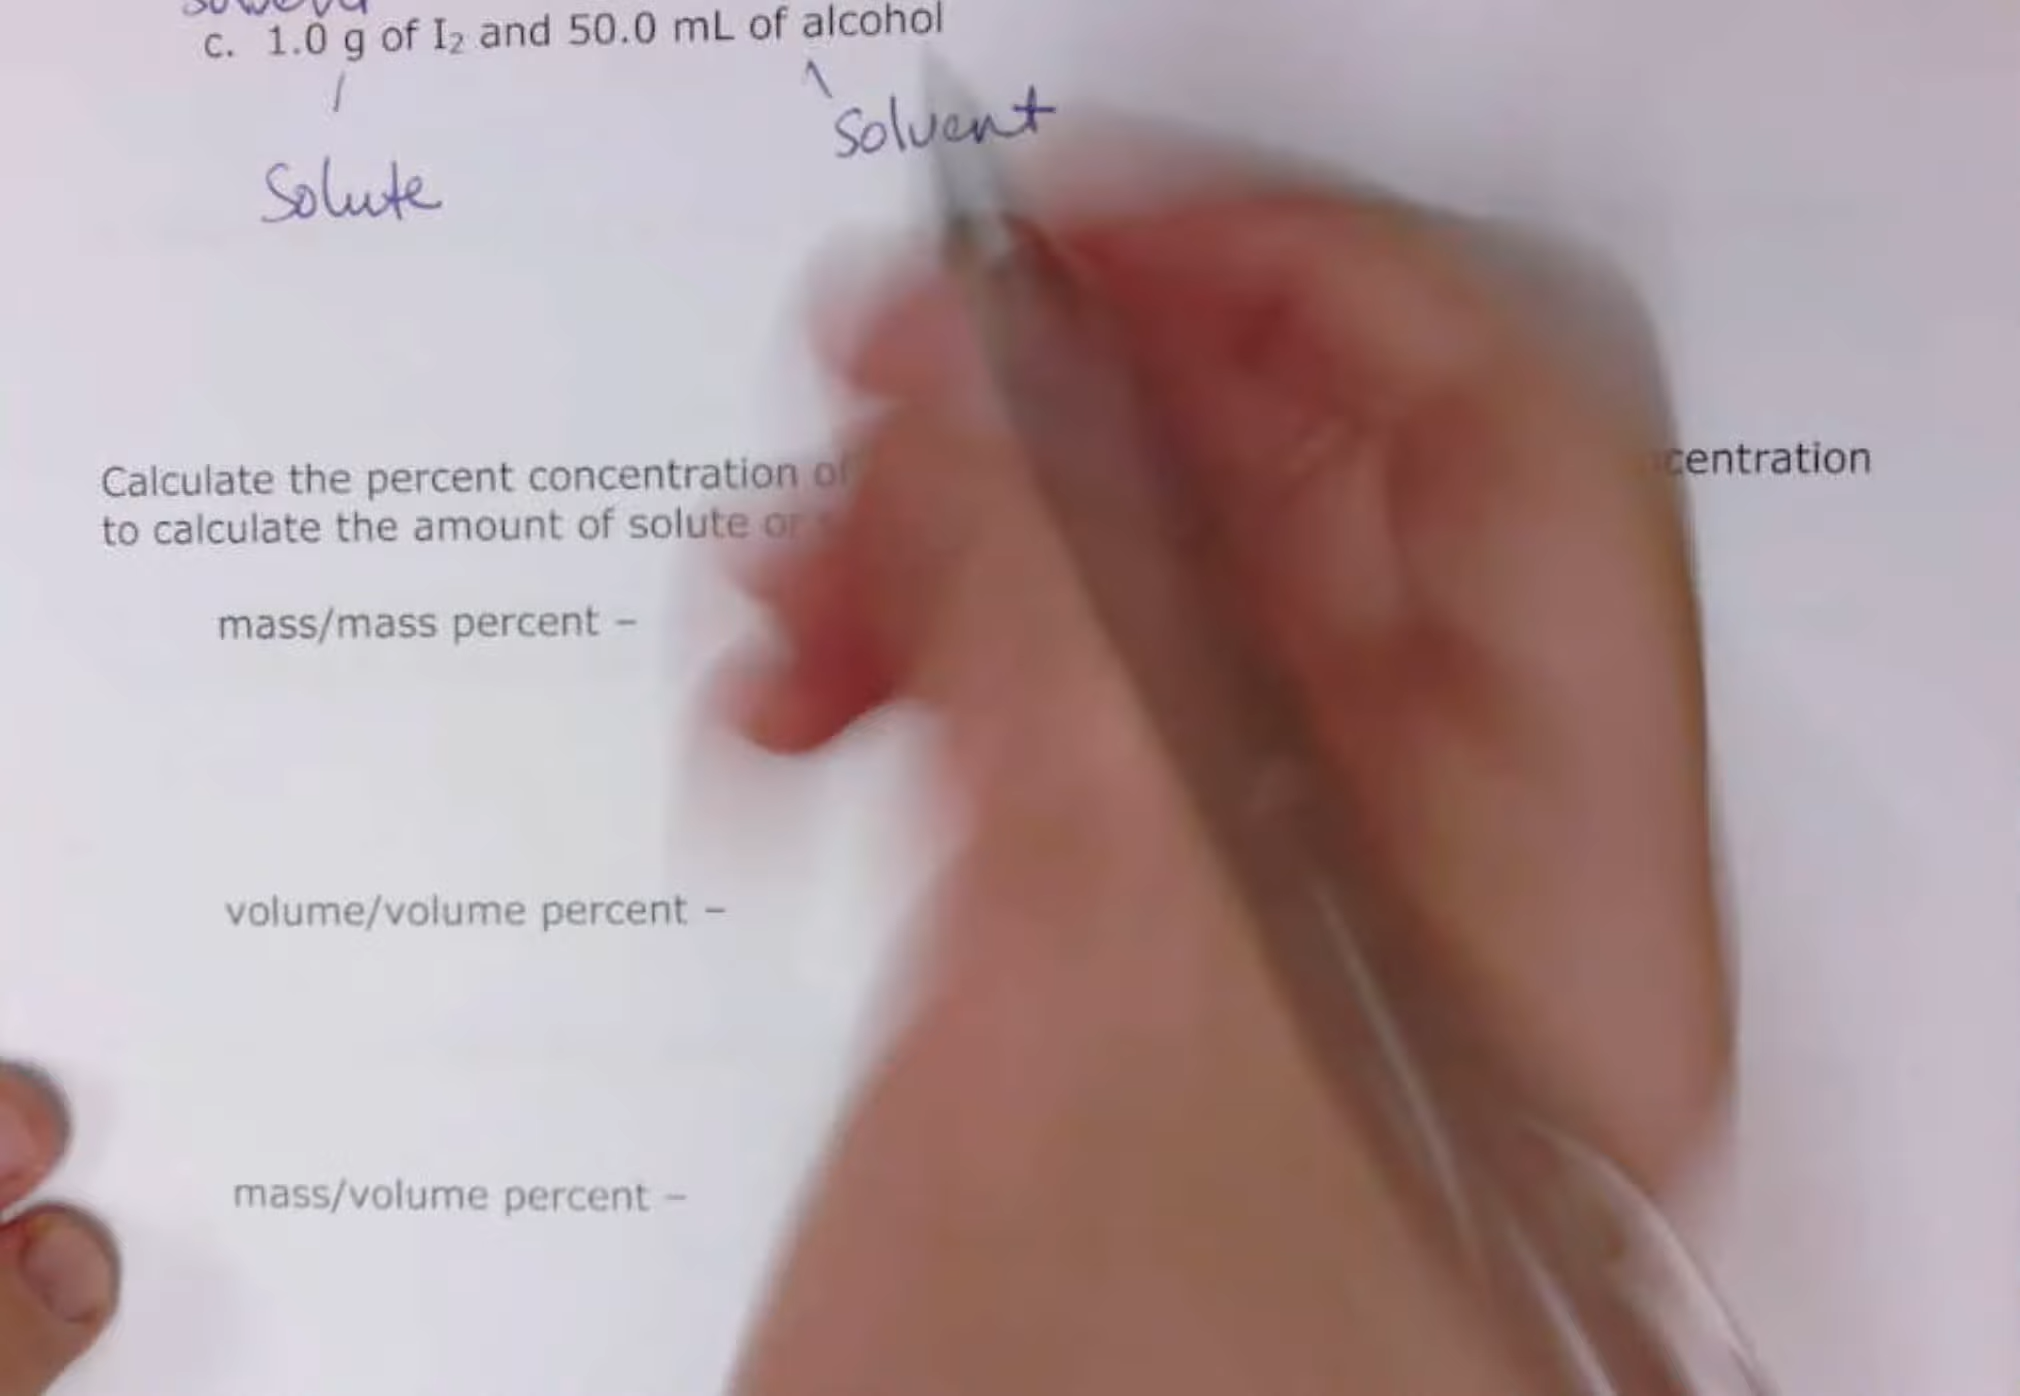 c. 1.0 g of I₂ and 50.0 mL of alcohol
solvent
Solute
Calculate the percent concentration of centration
to calculate the amount of solute or
mass/mass percent –
volume/volume percent –
mass/volume percent –